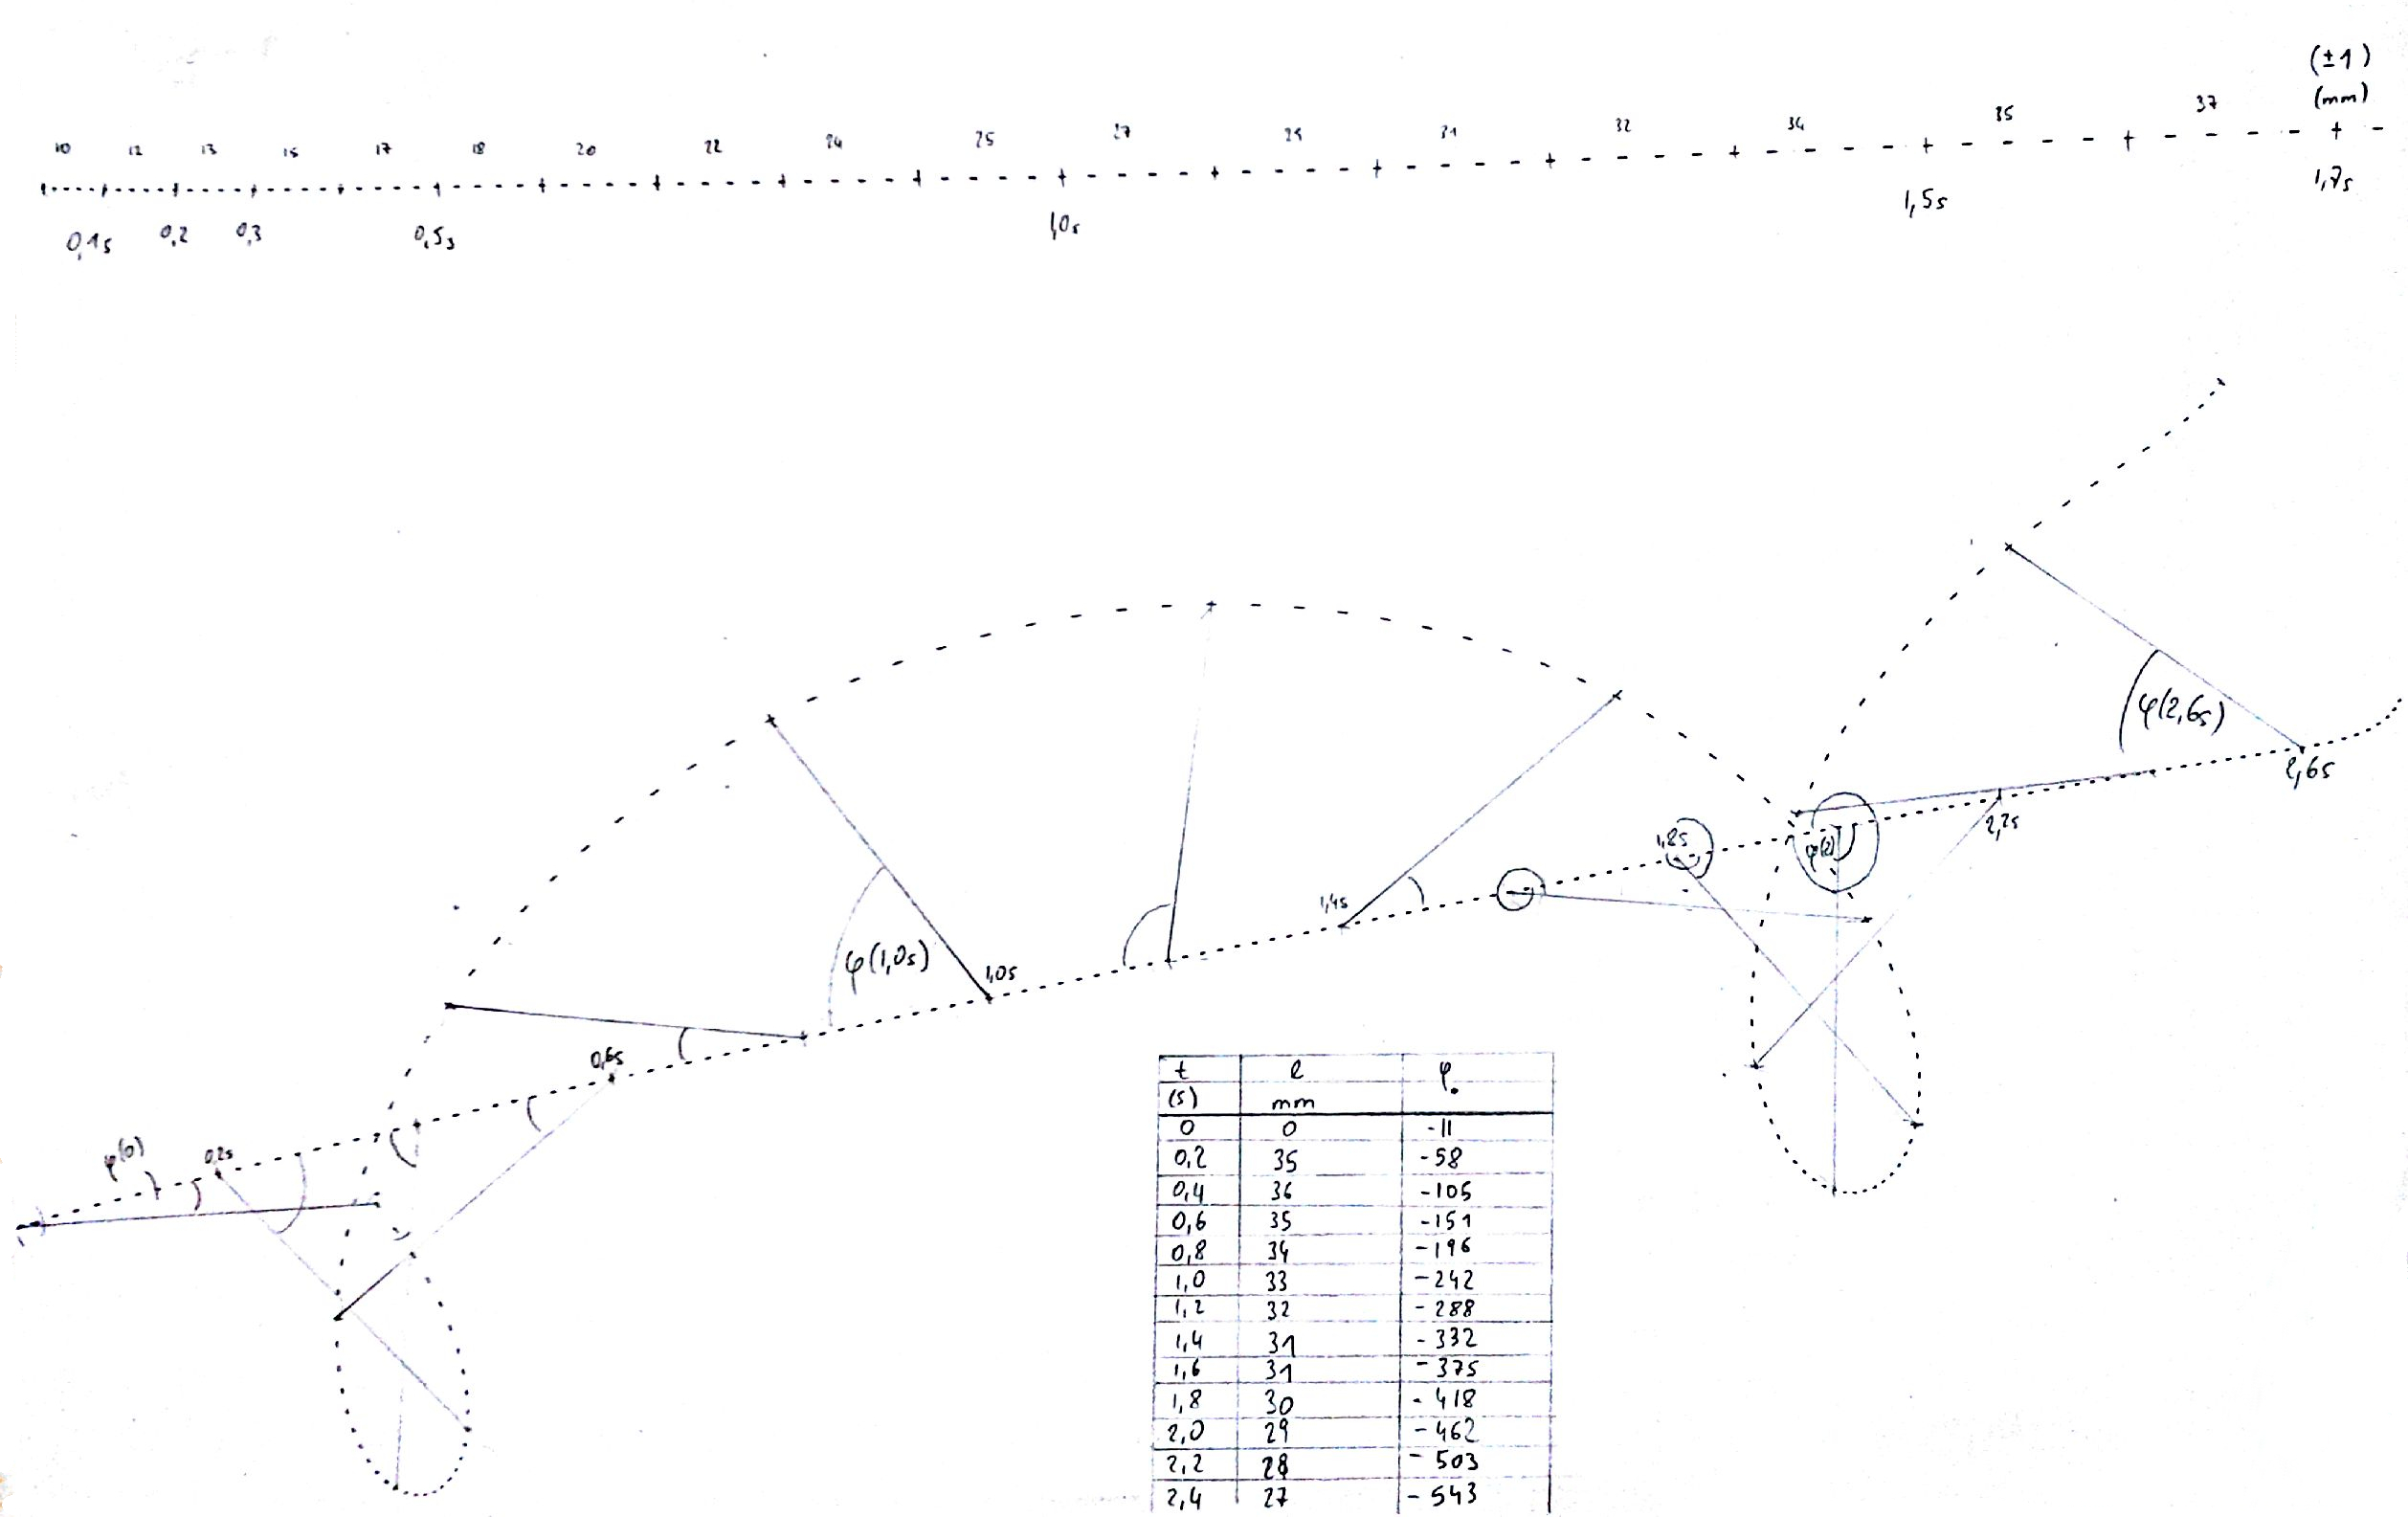 (±1)
(mm)
10 12 13 15 17 18 20 22 24 25 27 29 31 32 34 35 37
0,1s 0,2 0,3 0,5s 1,0s 1,5s 1,7s
φ(2,6s)
2,6s
1,8s φ(2) 2,2s
1,4s
φ(1,0s) 1,0s
0,6s
φ(0) 0,2s
t l φ
(s) mm °
0 0 -11
0,2 35 -58
0,4 36 -105
0,6 35 -151
0,8 34 -196
1,0 33 -242
1,2 32 -288
1,4 31 -332
1,6 31 -375
1,8 30 -418
2,0 29 -462
2,2 28 -503
2,4 27 -543